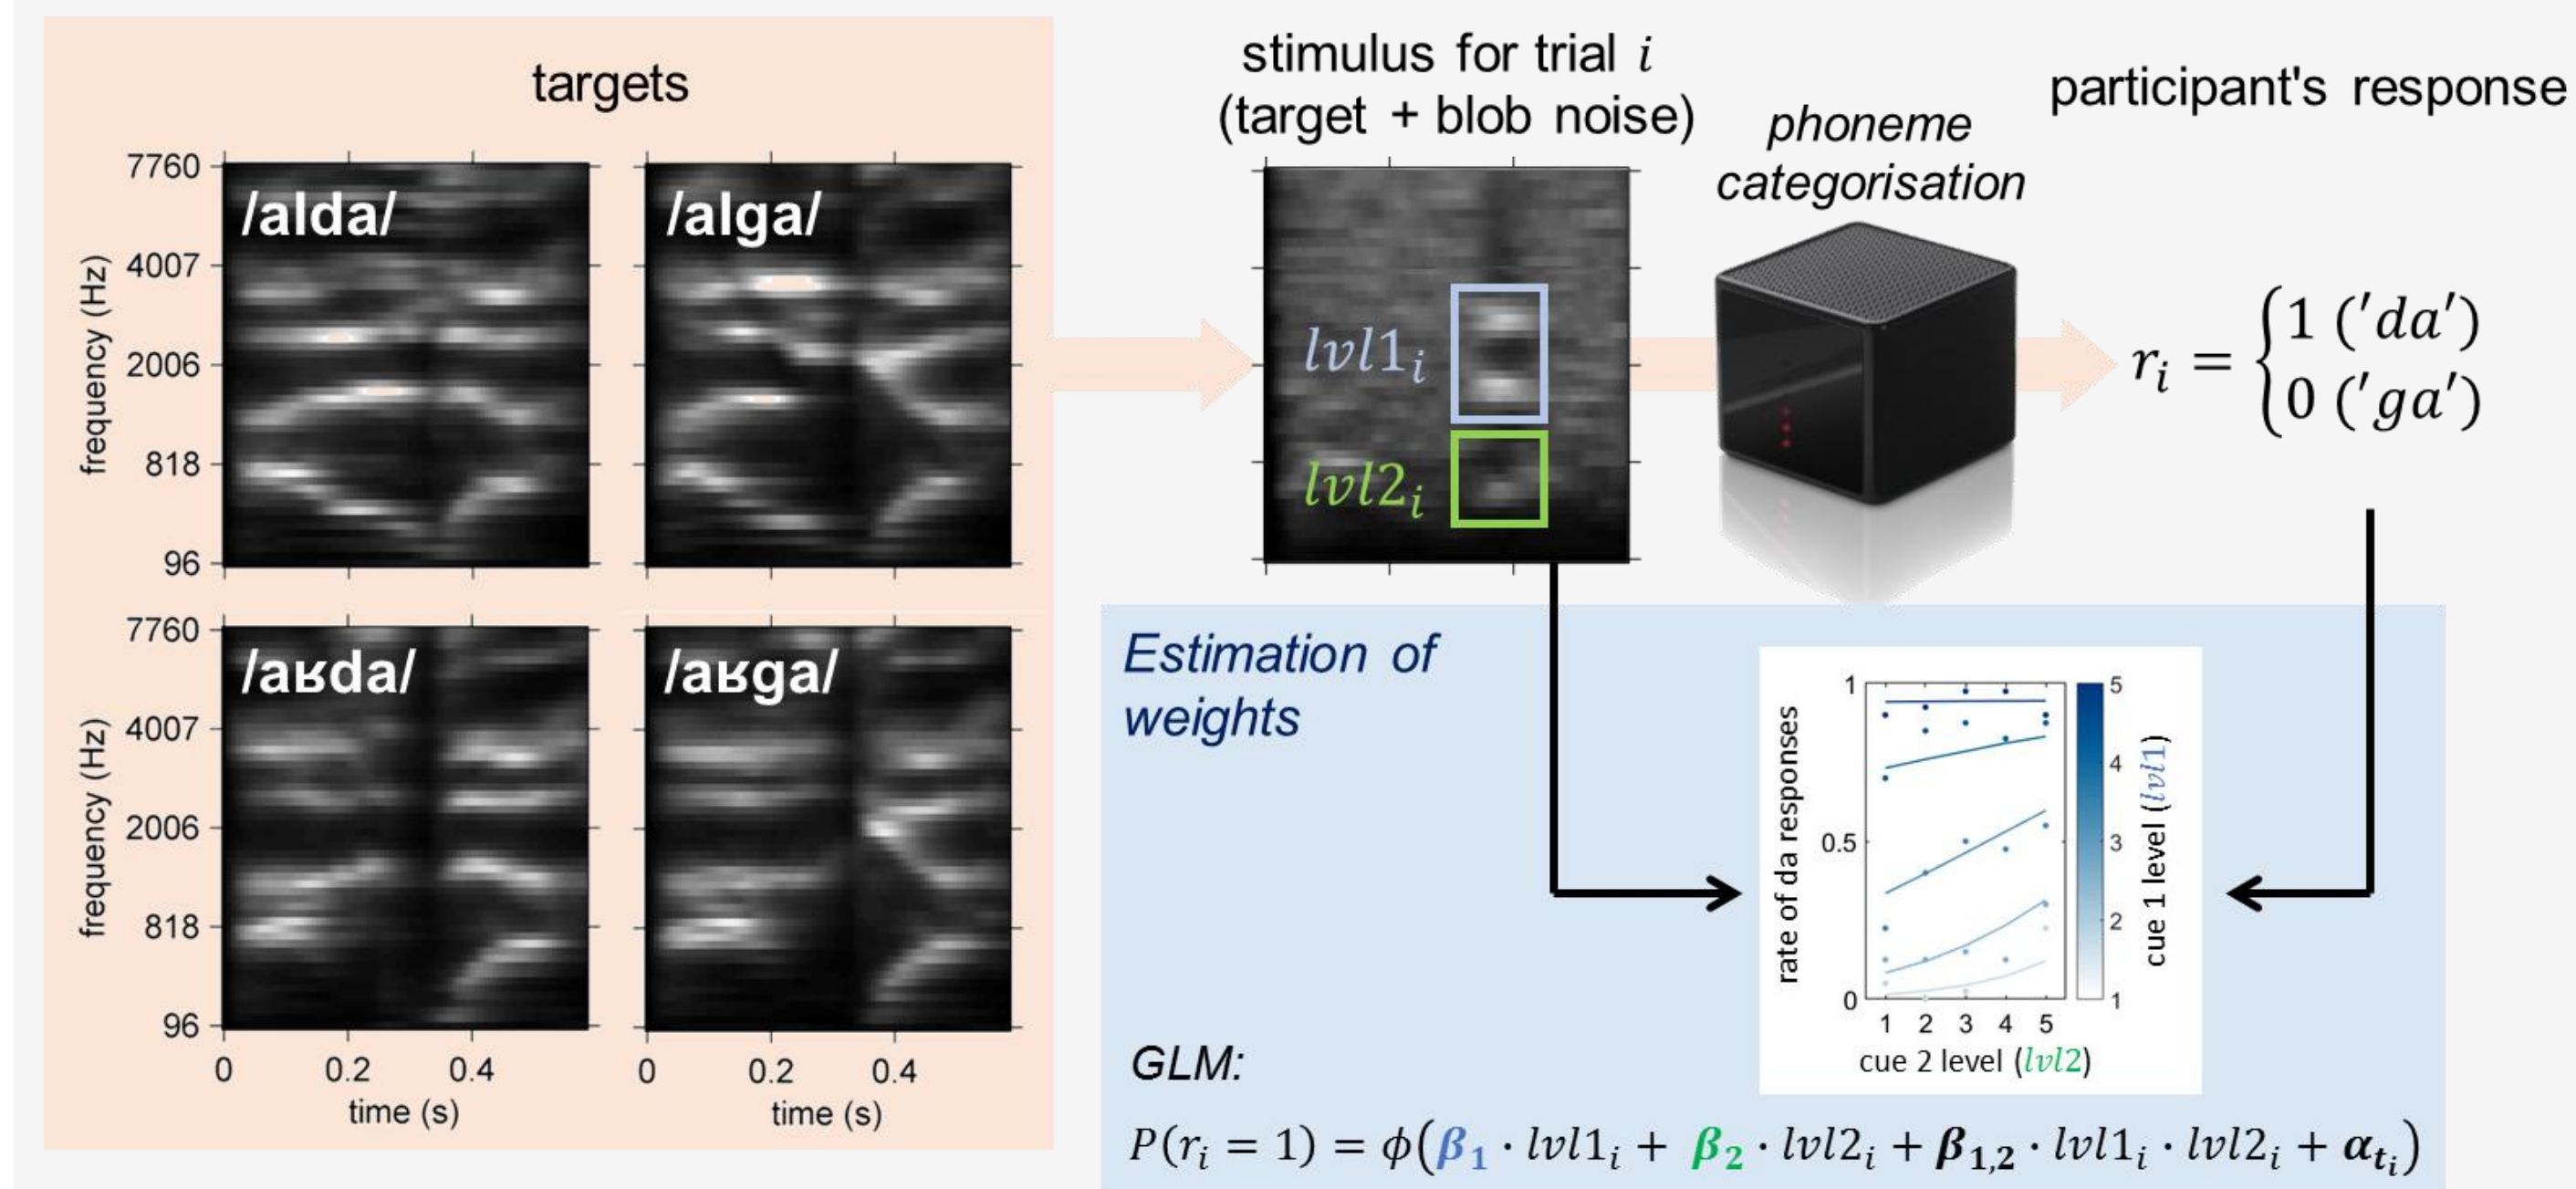 targets
7760
4007
2006
818
96
frequency (Hz)
/alda/
/alga/
7760
4007
2006
818
96
frequency (Hz)
/aʁda/
/aʁga/
0 0.2 0.4
time (s)
0 0.2 0.4
time (s)
stimulus for trial i
(target + blob noise)
lvl1ᵢ
lvl2ᵢ
phoneme
categorisation
participant's response
rᵢ = {1 ('da')
0 ('ga')
Estimation of
weights
rate of da responses
1
0.5
0
1 2 3 4 5
cue 2 level (lvl2)
5
4
3
2
1
cue 1 level (lvl1)
GLM:
P(rᵢ = 1) = ϕ(β₁ · lvl1ᵢ + β₂ · lvl2ᵢ + β₁,₂ · lvl1ᵢ · lvl2ᵢ + α_tᵢ)